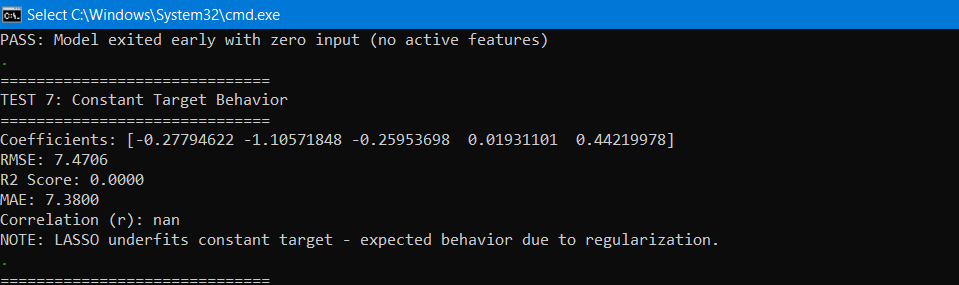 Select C:\Windows\System32\cmd.exe
PASS: Model exited early with zero input (no active features)
.
==============================
TEST 7: Constant Target Behavior
==============================
Coefficients: [-0.27794622 -1.10571848 -0.25953698  0.01931101  0.44219978]
RMSE: 7.4706
R2 Score: 0.0000
MAE: 7.3800
Correlation (r): nan
NOTE: LASSO underfits constant target - expected behavior due to regularization.
.
==============================